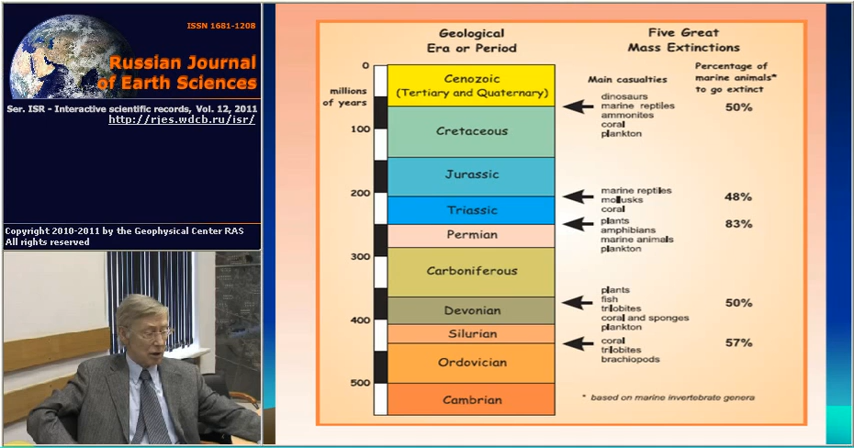 ISSN 1681-1208
Russian Journal
of Earth Sciences
Ser. ISR - Interactive scientific records, Vol. 12, 2011
http://rjes.wdcb.ru/isr/
Copyright 2010-2011 by the Geophysical Center RAS
All rights reserved
Geological
Era or Period
Five Great
Mass Extinctions
Main casualties
Percentage of
marine animals*
to go extinct
millions
of years
0
100
200
300
400
500
Cenozoic
(Tertiary and Quaternary)
Cretaceous
Jurassic
Triassic
Permian
Carboniferous
Devonian
Silurian
Ordovician
Cambrian
dinosaurs
marine reptiles
ammonites
coral
plankton
50%
marine reptiles
mollusks
coral
48%
plants
amphibians
marine animals
plankton
83%
plants
fish
trilobites
coral and sponges
plankton
50%
coral
trilobites
brachiopods
57%
* based on marine invertebrate genera